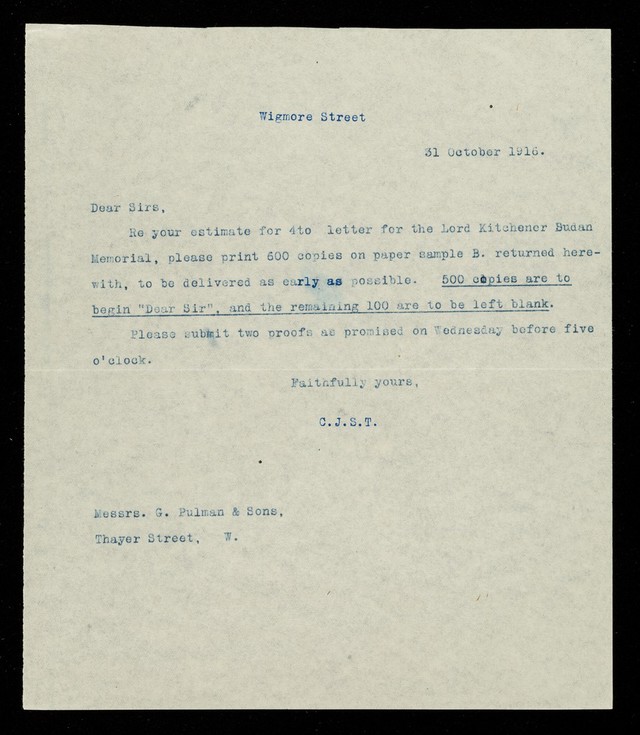 Wigmore Street
31 October 1916.
Dear Sirs,
Re your estimate for 4to letter for the Lord Kitchener Sudan
Memorial, please print 600 copies on paper sample B. returned here-
with, to be delivered as early as possible. 500 copies are to
begin "Dear Sir", and the remaining 100 are to be left blank.
Please submit two proofs as promised on Wednesday before five
o'clock.
Faithfully yours,
C.J.S.T.
Messrs. G. Pulman & Sons,
Thayer Street, W.